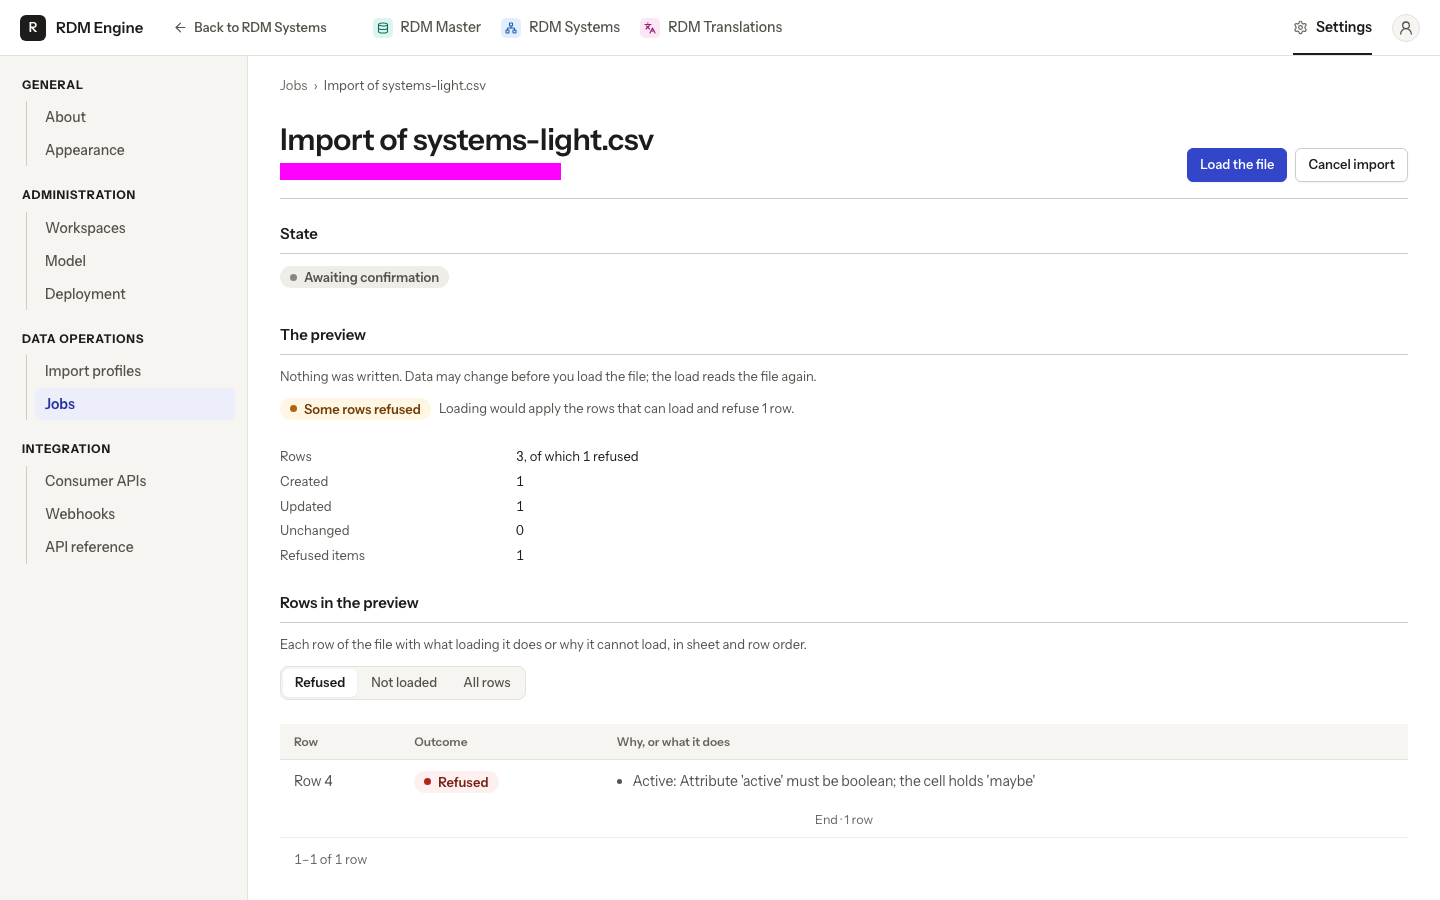 R RDM Engine
Back to RDM Systems
RDM Master
RDM Systems
RDM Translations
Settings
GENERAL
About
Appearance
ADMINISTRATION
Workspaces
Model
Deployment
DATA OPERATIONS
Import profiles
Jobs
INTEGRATION
Consumer APIs
Webhooks
API reference
Jobs › Import of systems-light.csv
Import of systems-light.csv
Load the file
Cancel import
State
Awaiting confirmation
The preview
Nothing was written. Data may change before you load the file; the load reads the file again.
Some rows refused Loading would apply the rows that can load and refuse 1 row.
Rows 3, of which 1 refused
Created 1
Updated 1
Unchanged 0
Refused items 1
Rows in the preview
Each row of the file with what loading it does or why it cannot load, in sheet and row order.
Refused Not loaded All rows
Row Outcome Why, or what it does
Row 4 Refused • Active: Attribute 'active' must be boolean; the cell holds 'maybe'
End · 1 row
1–1 of 1 row